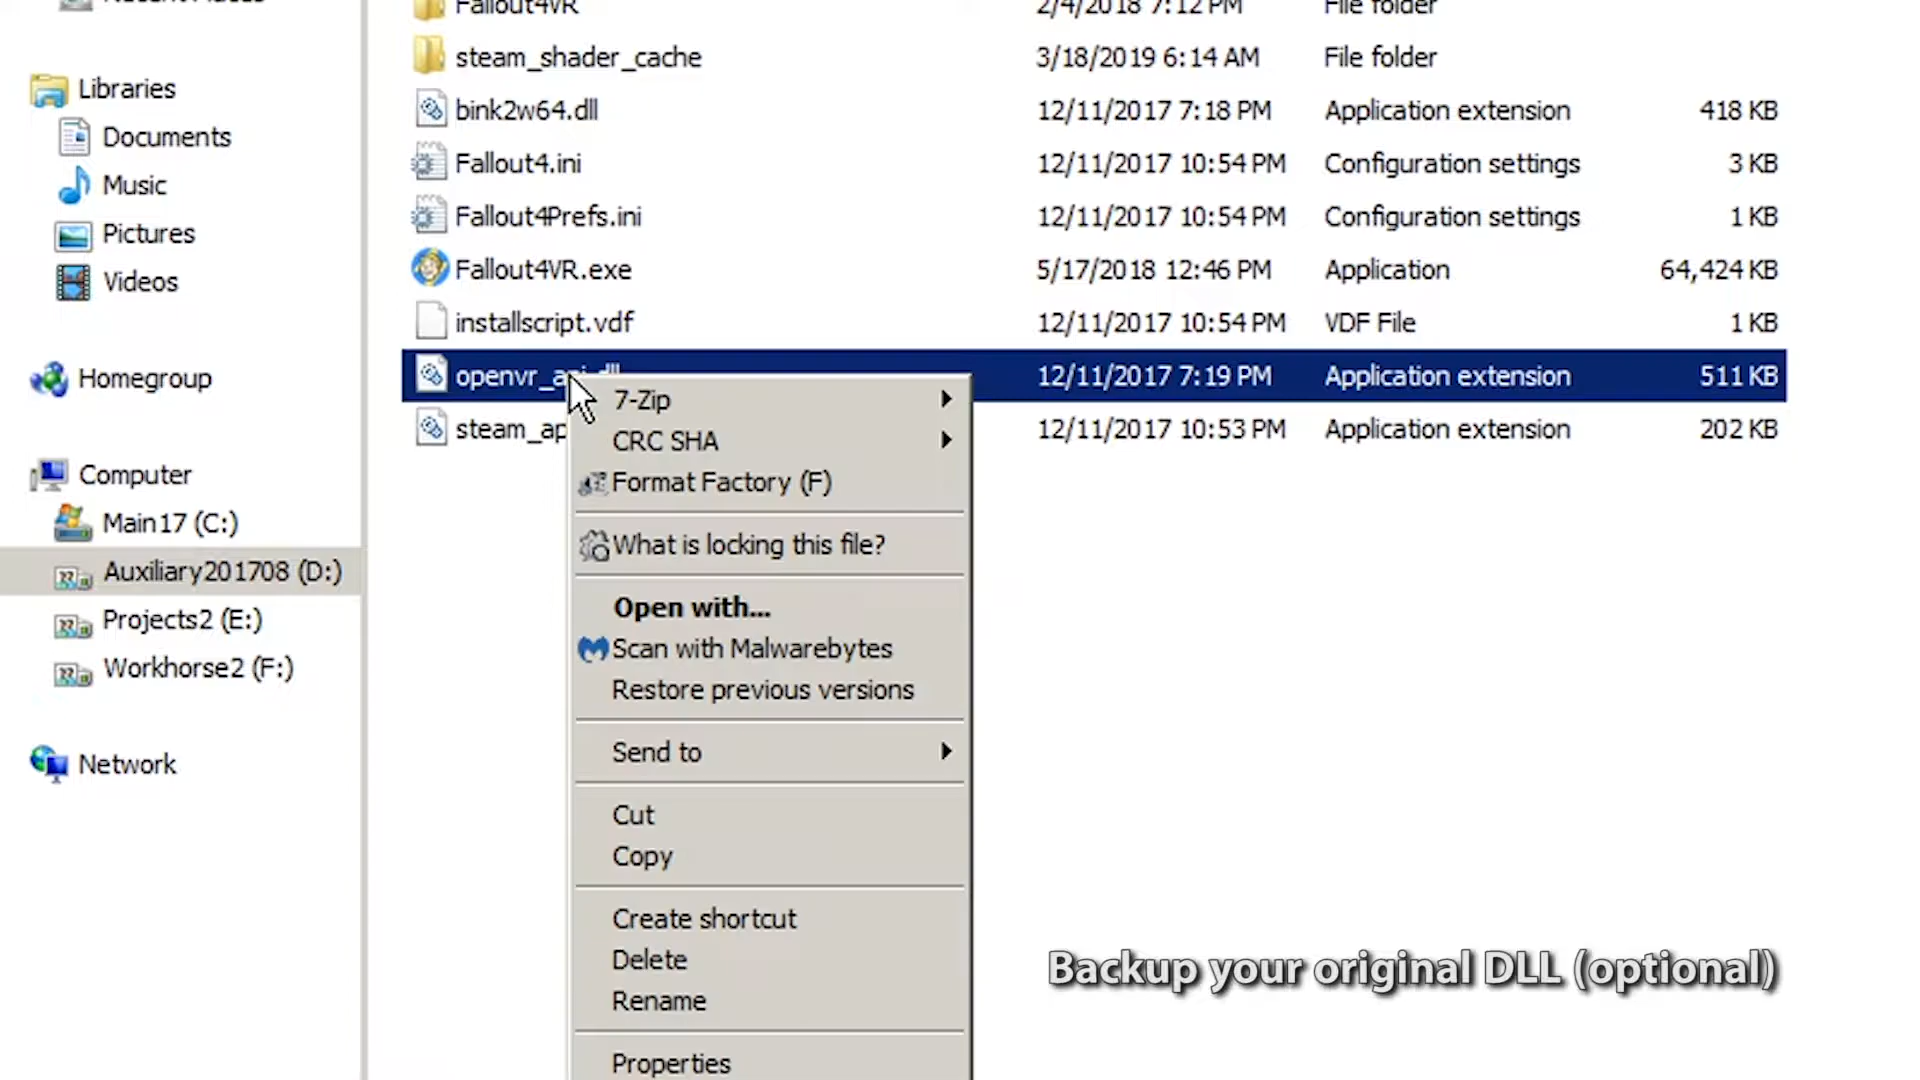 Fallout4VR 2/4/2018 7:12 PM File folder
steam_shader_cache 3/18/2019 6:14 AM File folder
Libraries
bink2w64.dll 12/11/2017 7:18 PM Application extension 418 KB
Documents
Fallout4.ini 12/11/2017 10:54 PM Configuration settings 3 KB
Music
Fallout4Prefs.ini 12/11/2017 10:54 PM Configuration settings 1 KB
Pictures
Fallout4VR.exe 5/17/2018 12:46 PM Application 64,424 KB
Videos
installscript.vdf 12/11/2017 10:54 PM VDF File 1 KB
Homegroup
openvr_api.dll 12/11/2017 7:19 PM Application extension 511 KB
steam_ap 12/11/2017 10:53 PM Application extension 202 KB
Computer
Main17 (C:)
Auxiliary201708 (D:)
Projects2 (E:)
Workhorse2 (F:)
Network
7-Zip
CRC SHA
Format Factory (F)
What is locking this file?
Open with...
Scan with Malwarebytes
Restore previous versions
Send to
Cut
Copy
Create shortcut
Delete
Rename
Properties
Backup your original DLL (optional)